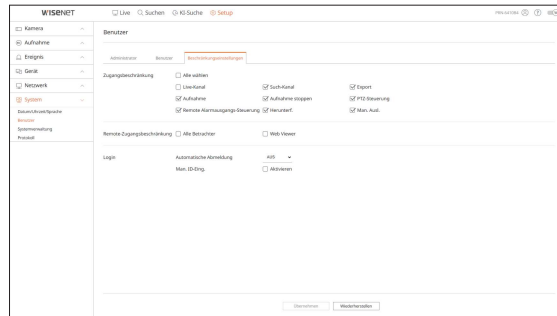 WISENET
Live Suchen KI-Suche Setup
Kamera
Aufnahme
Ereignis
Gerät
Netzwerk
System
Datum/Uhrzeit/Sprache
Benutzer
Systemverwaltung
Protokoll
Benutzer
Administrator Benutzer Beschränkungseinstellungen
Zugangsbeschränkung Alle wählen
Live-Kanal Such-Kanal Export
Aufnahme Aufnahme stoppen PTZ-Steuerung
Remote Alarmausgangs-Steuerung Herunterf. Man. Ausl.
Remote-Zugangsbeschränkung Alle Betrachter Web Viewer
Login Automatische Abmeldung AUS
Man. ID-Eing. Aktivieren
Übernehmen Wiederherstellen